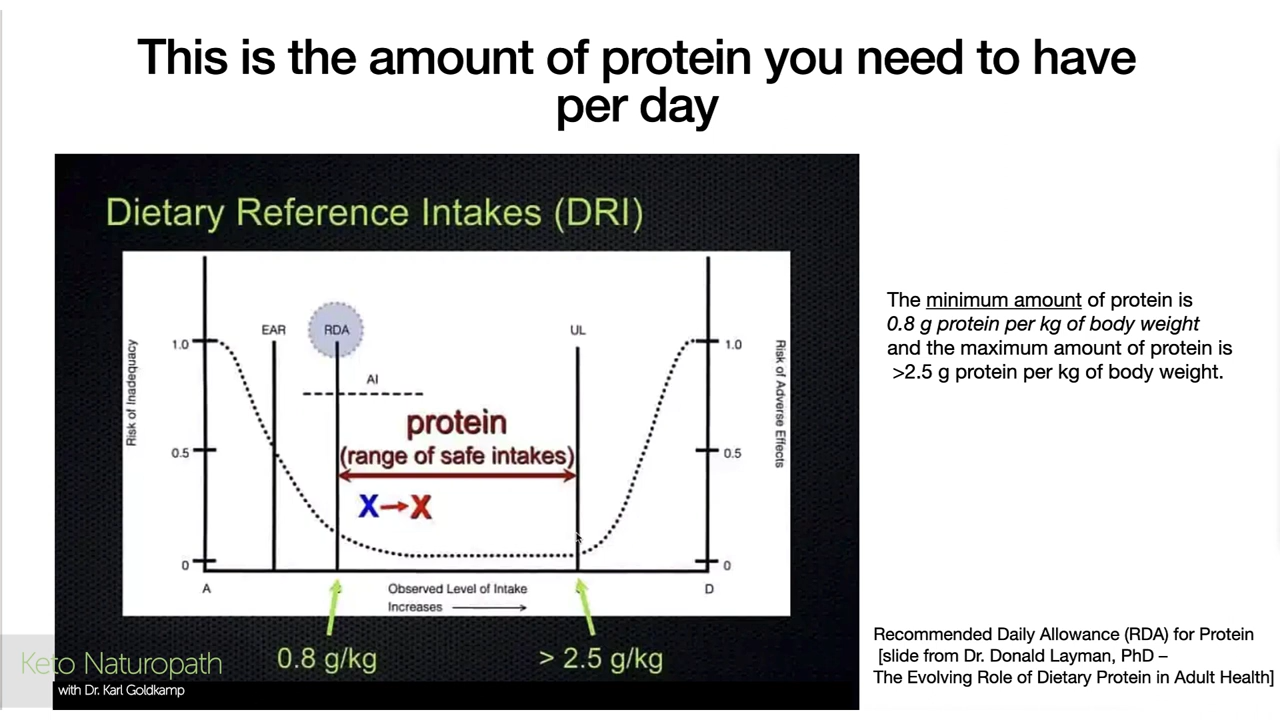 This is the amount of protein you need to have
per day
Dietary Reference Intakes (DRI)
EAR
RDA
UL
1.0
1.0
AI
Risk of Inadequacy
Risk of Adverse Effects
protein
(range of safe intakes)
0.5
0.5
X→X
0
0
A
Observed Level of Intake
D
Increases
0.8 g/kg
> 2.5 g/kg
The minimum amount of protein is
0.8 g protein per kg of body weight
and the maximum amount of protein is
>2.5 g protein per kg of body weight.
Recommended Daily Allowance (RDA) for Protein
[slide from Dr. Donald Layman, PhD –
The Evolving Role of Dietary Protein in Adult Health]
Keto Naturopath
with Dr. Karl Goldkamp